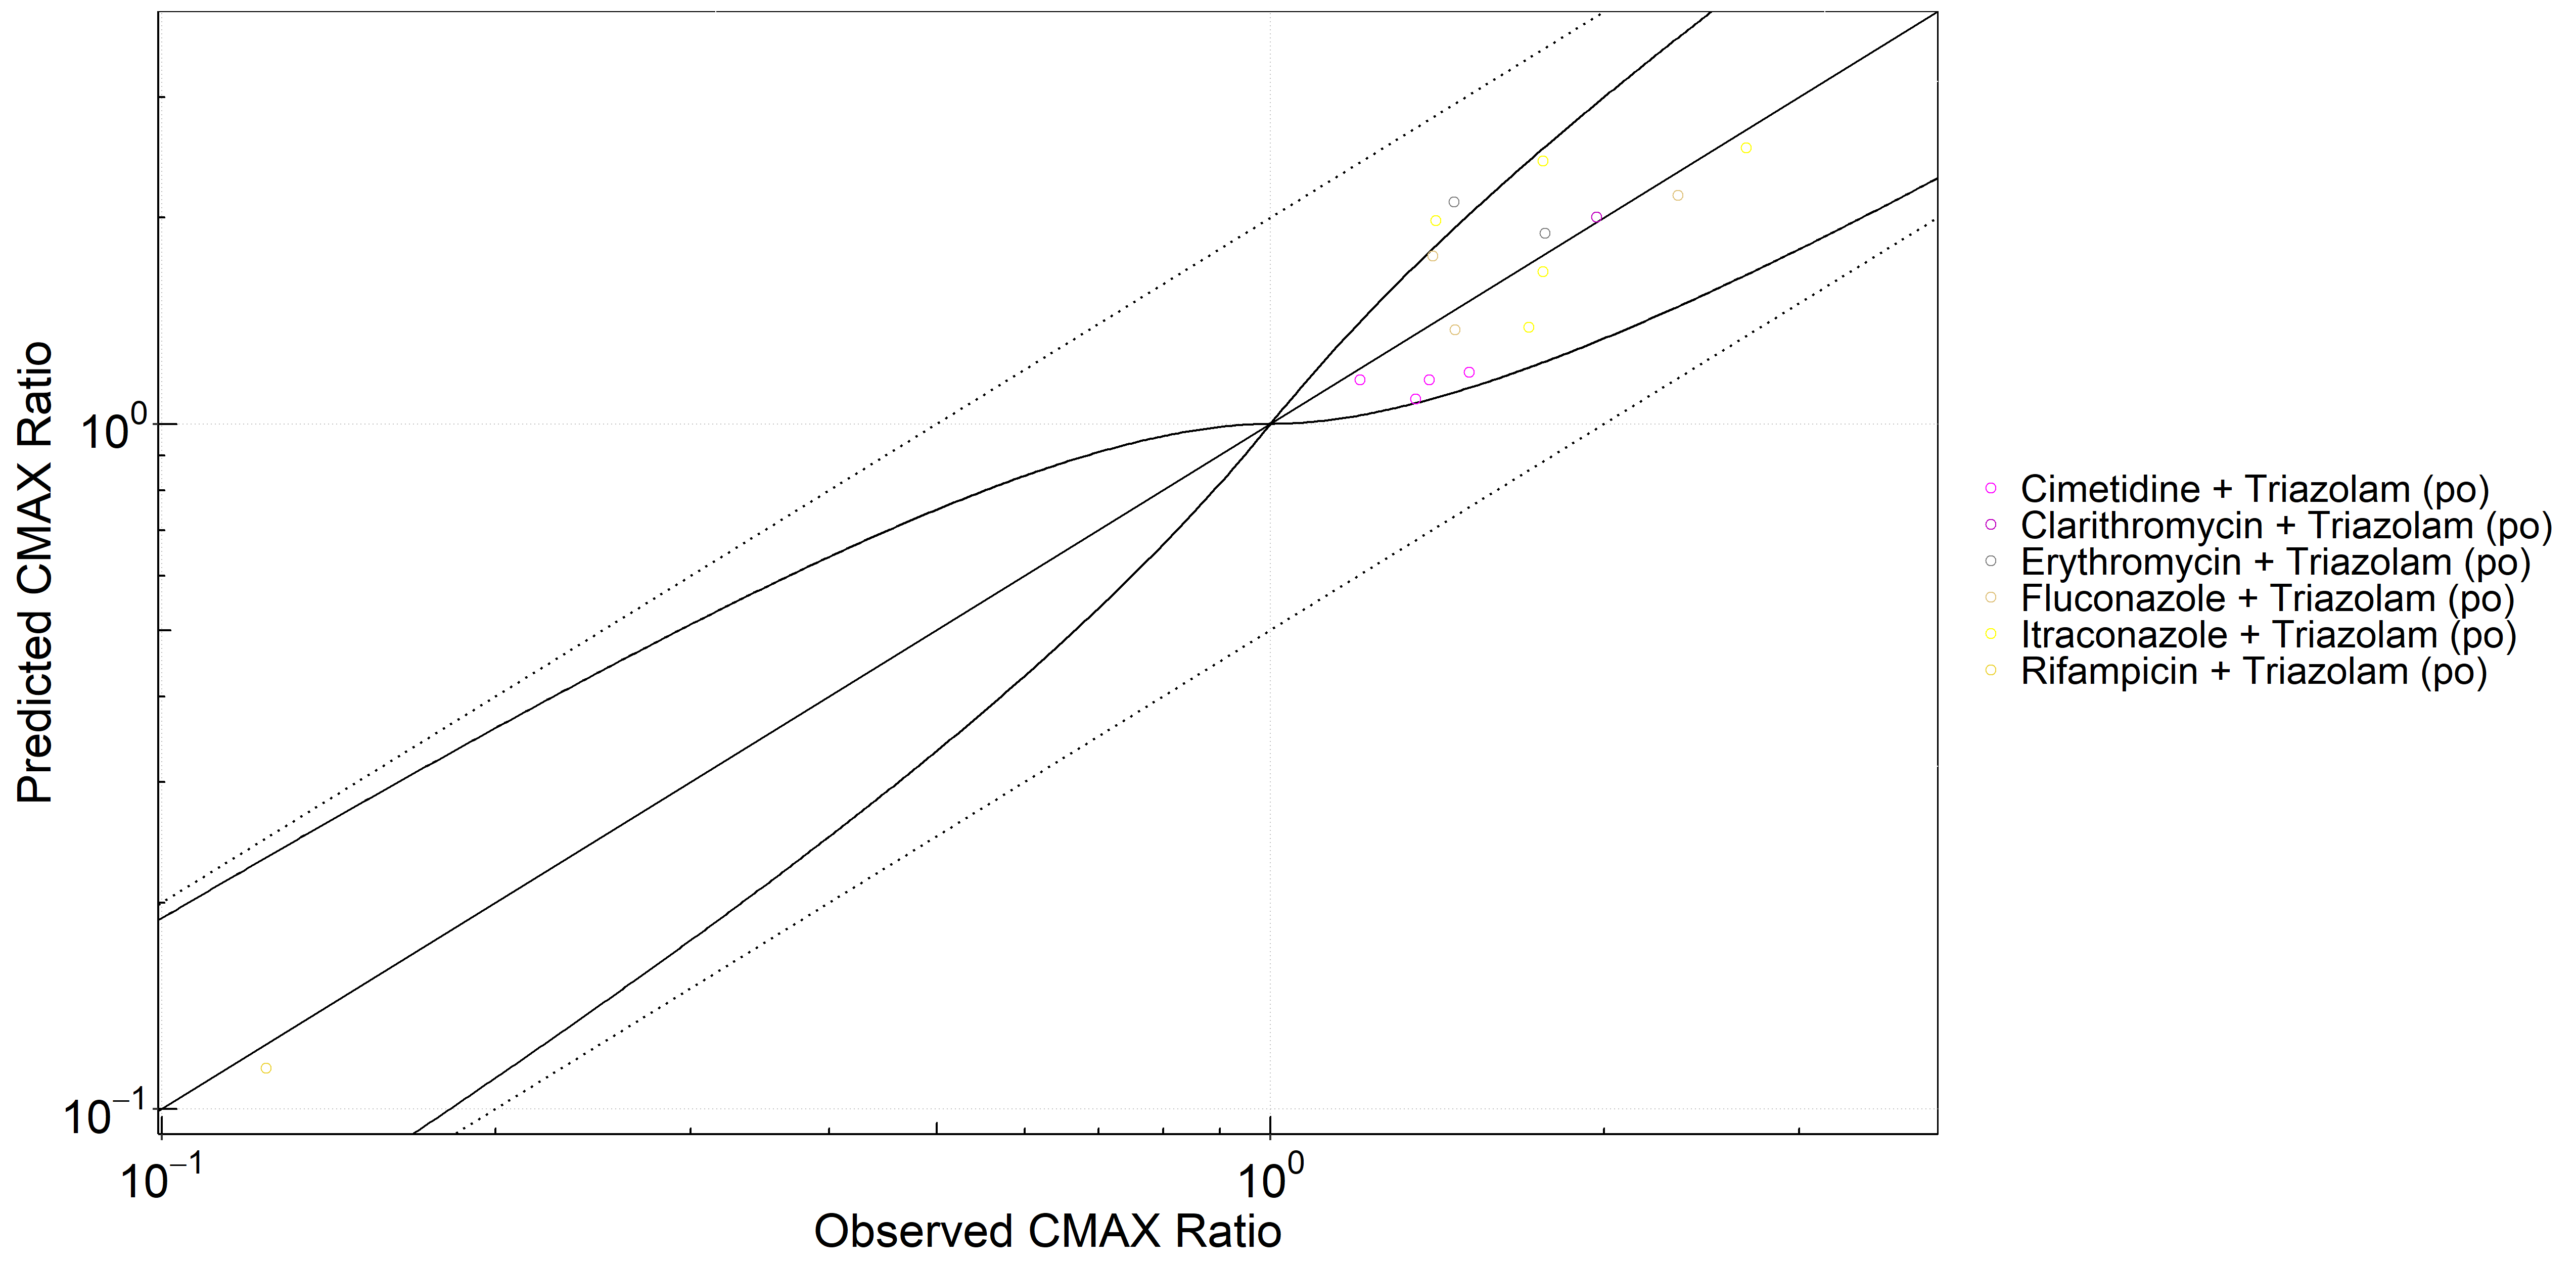 Predicted CMAX Ratio
10⁰
10⁻¹
10⁻¹
10⁰
Observed CMAX Ratio
Cimetidine + Triazolam (po)
Clarithromycin + Triazolam (po)
Erythromycin + Triazolam (po)
Fluconazole + Triazolam (po)
Itraconazole + Triazolam (po)
Rifampicin + Triazolam (po)